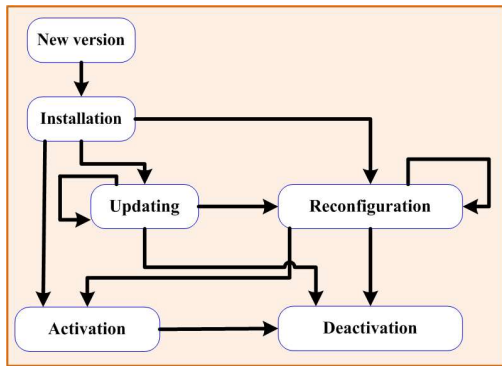 New version
Installation
Updating
Reconfiguration
Activation
Deactivation